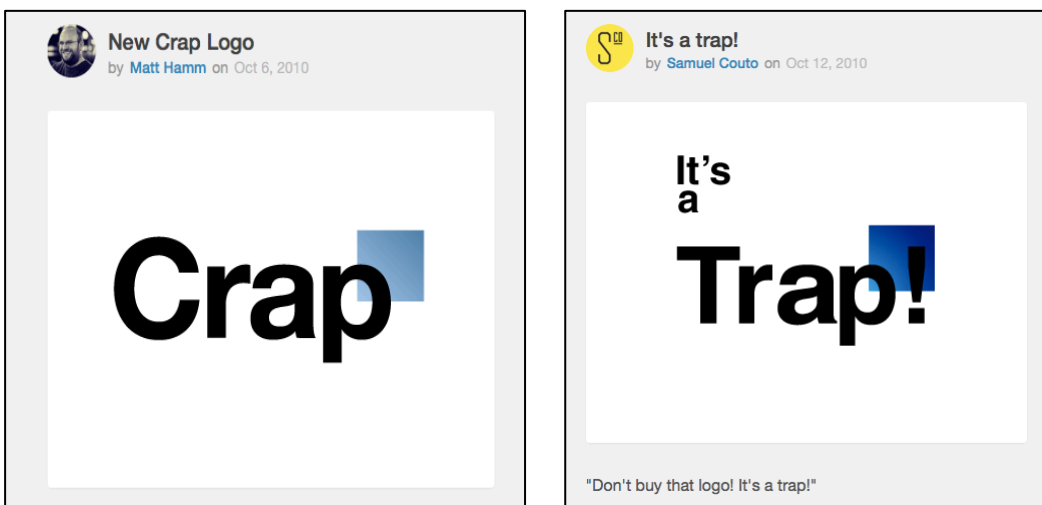 New Crap Logo
by Matt Hamm on Oct 6, 2010
Crap
It's a trap!
by Samuel Couto on Oct 12, 2010
It’s
a
Trap!
"Don't buy that logo! It's a trap!"